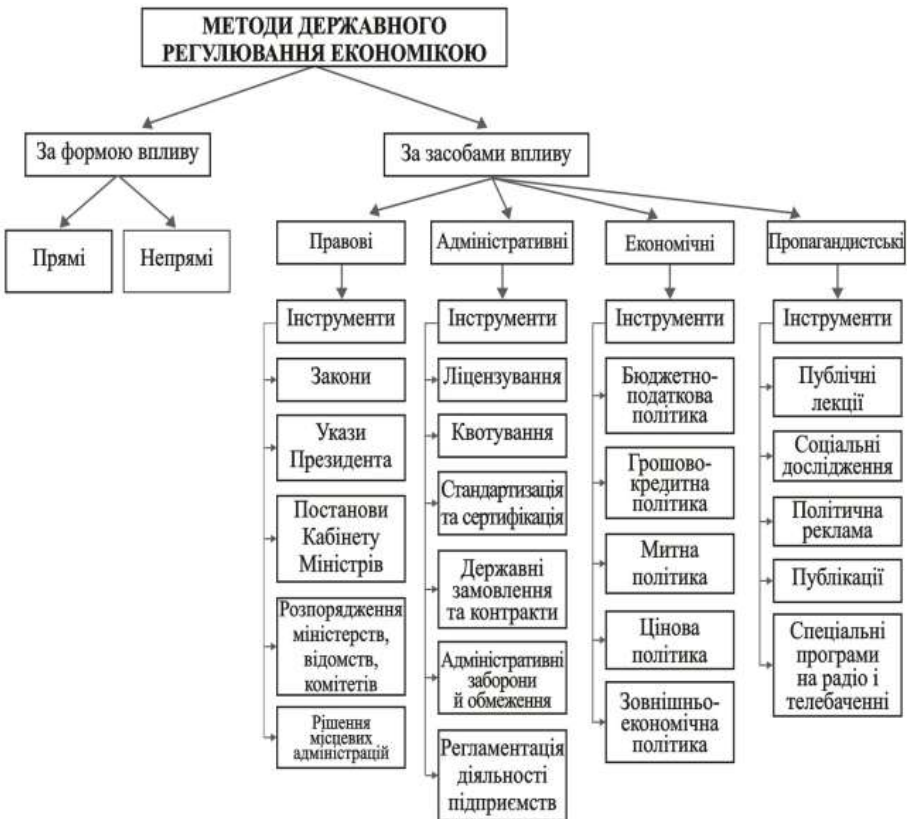 МЕТОДИ ДЕРЖАВНОГО
РЕГУЛЮВАННЯ ЕКОНОМІКОЮ
За формою впливу
За засобами впливу
Прямі
Непрямі
Правові
Адміністративні
Економічні
Пропагандистські
Інструменти
Закони
Укази
Президента
Постанови
Кабінету
Міністрів
Розпорядження
міністерств,
відомств,
комітетів
Рішення
місцевих
адміністрацій
Інструменти
Ліцензування
Квотування
Стандартизація
та сертифікація
Державні
замовлення
та контракти
Адміністративні
заборони
й обмеження
Регламентація
діяльності
підприємств
Інструменти
Бюджетно-
податкова
політика
Грошово-
кредитна
політика
Митна
політика
Цінова
політика
Зовнішньо-
економічна
політика
Інструменти
Публічні
лекції
Соціальні
дослідження
Політична
реклама
Публікації
Спеціальні
програми
на радіо і
телебаченні